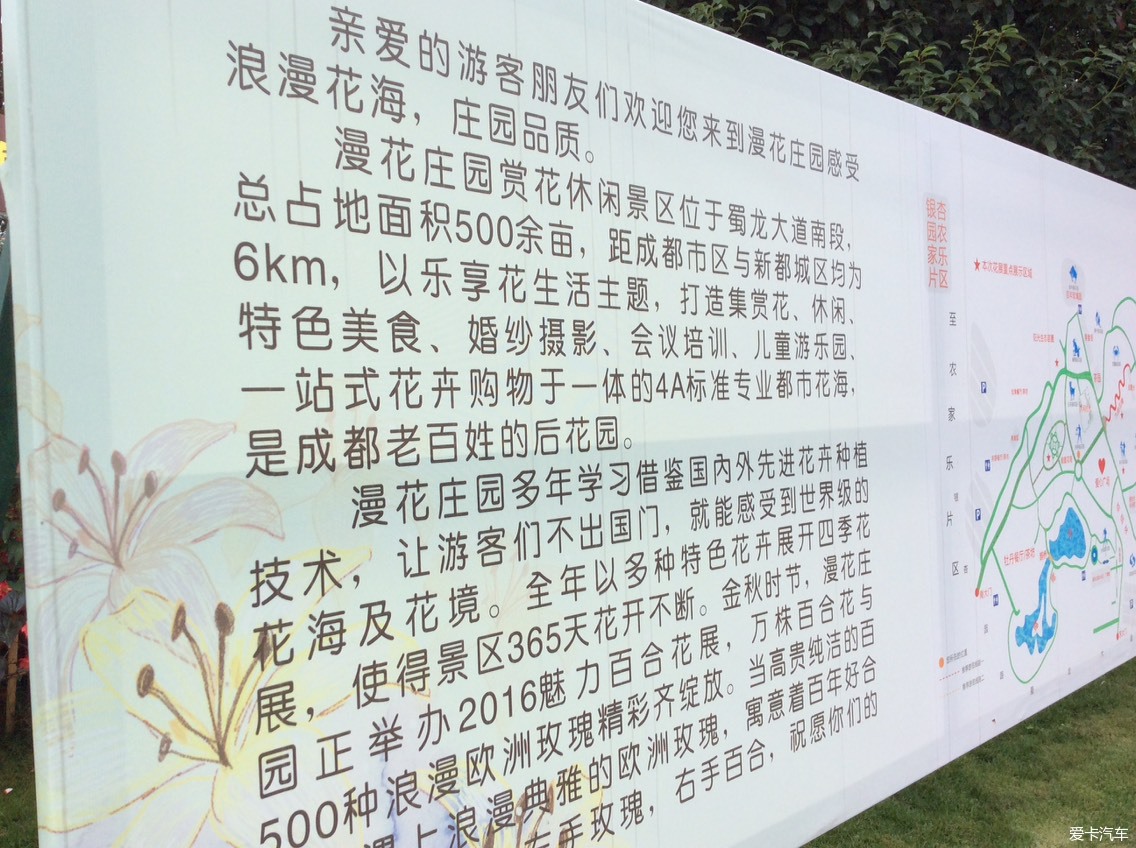 亲爱的游客朋友们欢迎您来到漫花庄园感受
浪漫花海，庄园品质。
漫花庄园赏花休闲景区位于蜀龙大道南段，
总占地面积500余亩，距成都市区与新都城区均为
6km，以乐享花生活主题，打造集赏花、休闲、
特色美食、婚纱摄影、会议培训、儿童游乐园、
一站式花卉购物于一体的4A标准专业都市花海，
是成都老百姓的后花园。
漫花庄园多年学习借鉴国内外先进花卉种植
技术，让游客们不出国门，就能感受到世界级的
花海及花境。全年以多种特色花卉展开四季花
展，使得景区365天花开不断。金秋时节，漫花庄
园正举办2016魅力百合花展，万株百合花与
500种浪漫欧洲玫瑰精彩齐绽放。当高贵纯洁的百
遇上浪漫典雅的欧洲玫瑰，寓意着百年好合
左手玫瑰，右手百合，祝愿你们的
银杏
园农
家乐
片区
★本次花展重点展示区域
至农家乐片区
爱卡汽车